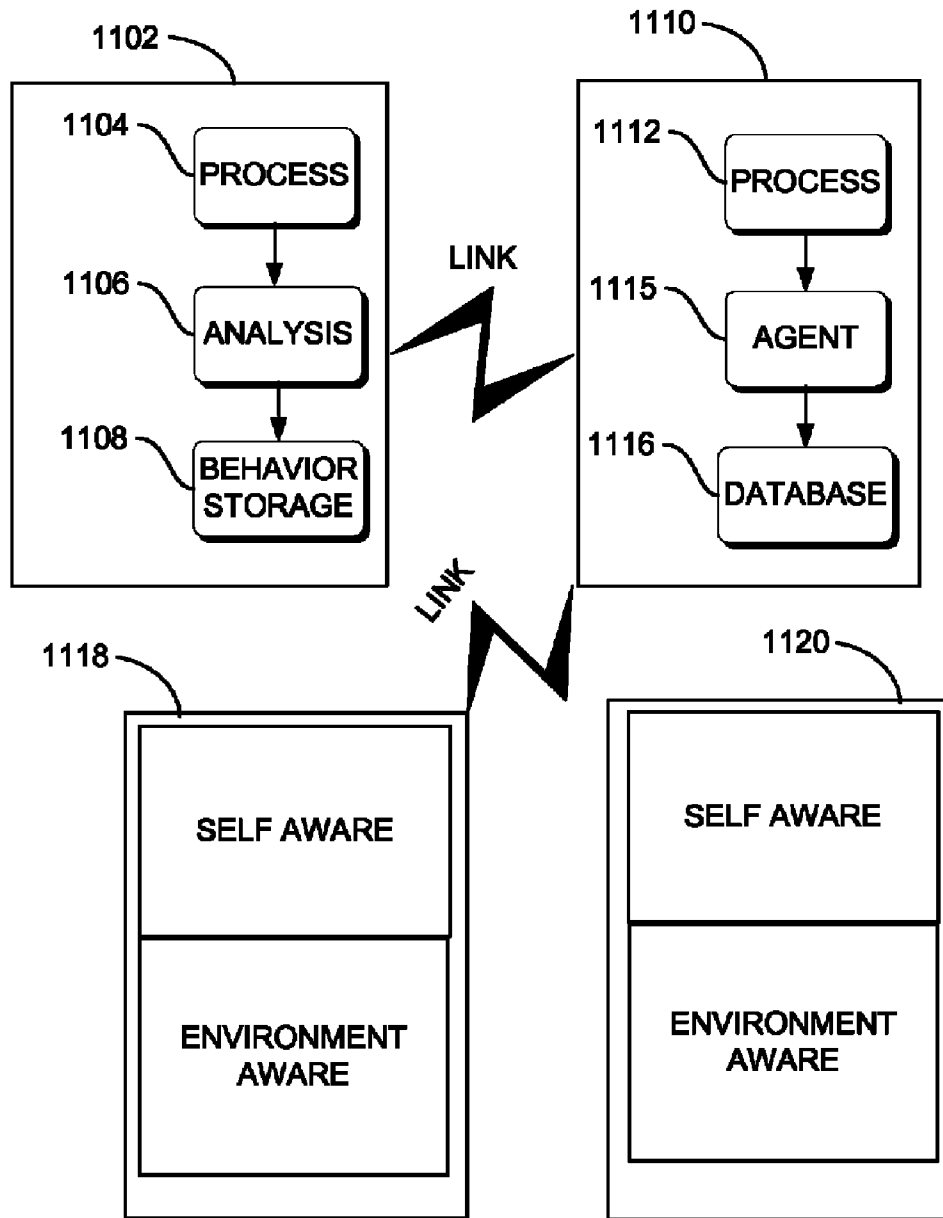 1102
1110
1104
PROCESS
1112
PROCESS
LINK
1106
ANALYSIS
1115
AGENT
1108
BEHAVIOR
STORAGE
1116
DATABASE
LINK
1118
1120
SELF AWARE
SELF AWARE
ENVIRONMENT
AWARE
ENVIRONMENT
AWARE